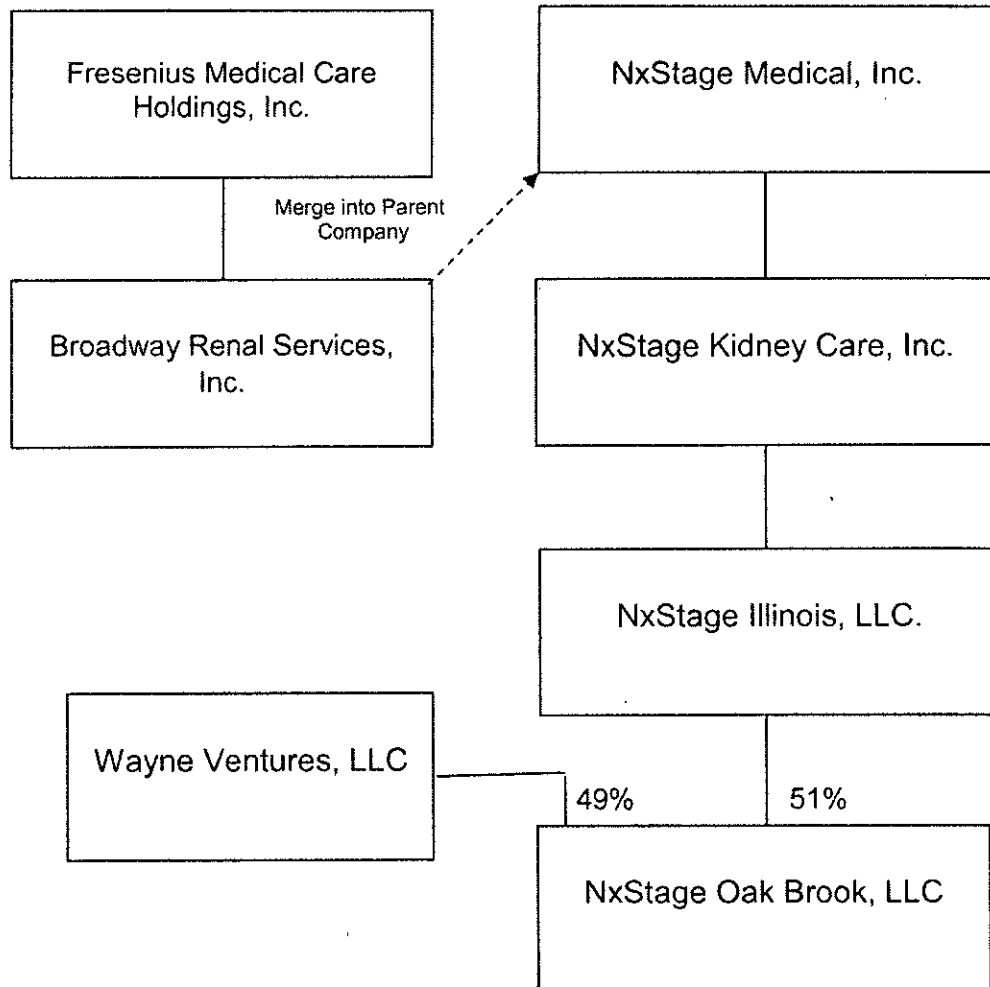 Fresenius Medical Care
Holdings, Inc.
NxStage Medical, Inc.
Merge into Parent
Company
Broadway Renal Services,
Inc.
NxStage Kidney Care, Inc.
NxStage Illinois, LLC.
Wayne Ventures, LLC
49%
51%
NxStage Oak Brook, LLC